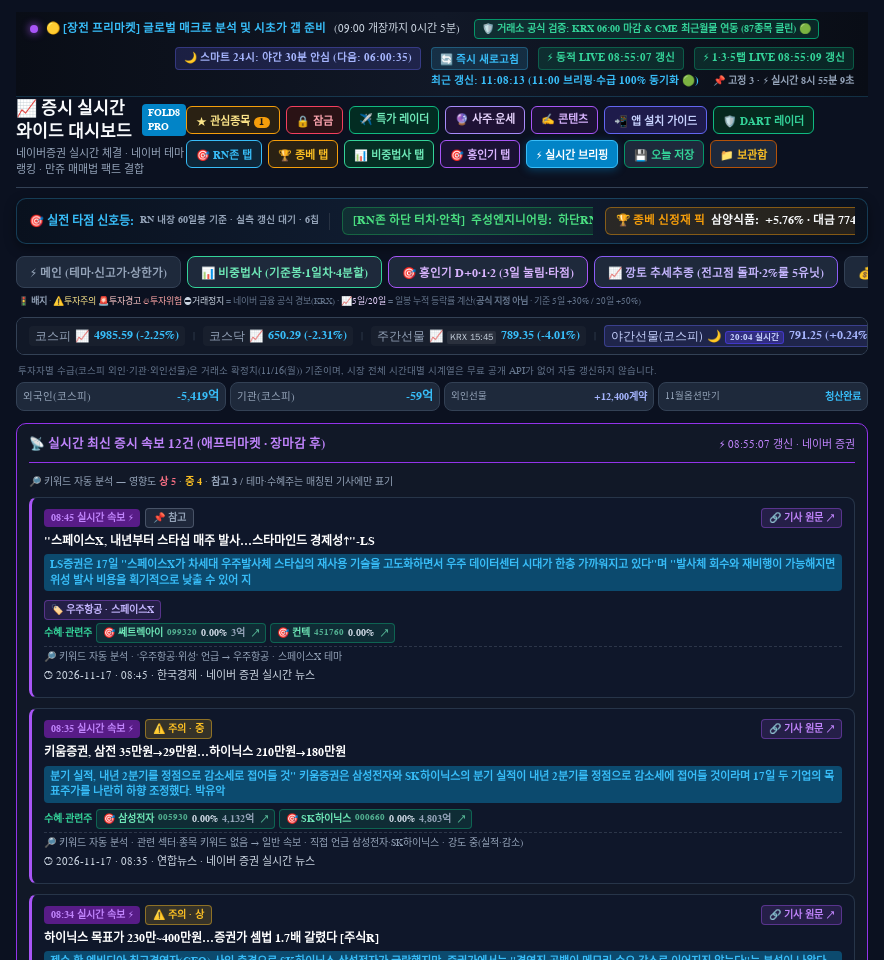 🟡 [장전 프리마켓] 글로벌 매크로 분석 및 시초가 갭 준비 (09:00 개장까지 0시간 5분) 🛡️ 거래소 공식 검증: KRX 06:00 마감 & CME 최근월물 연동 (87종목 클린) 🟢
🌙 스마트 24시: 야간 30분 안심 (다음: 06:00:35) 🔄 즉시 새로고침 ⚡ 동적 LIVE 08:55:07 갱신 ⚡ 1·3·5탭 LIVE 08:55:09 갱신
최근 갱신: 11:08:13 (11:00 브리핑·수급 100% 동기화 🟢) 📌 고정 3 · ⚡ 실시간 8시 55분 9초
📈 증시 실시간 와이드 대시보드
FOLD8 PRO
네이버증권 실시간 체결 · 네이버 테마
랭킹 · 만쥬 매매법 팩트 결합
★ 관심종목 1 🔒 잠금 ✈️ 특가 레이더 🔮 사주·운세 ✍️ 콘텐츠 📲 앱 설치 가이드 🛡️ DART 레이더
🎯 RN존 탭 🏆 종베 탭 📊 비중법사 탭 🎯 홍인기 탭 ⚡ 실시간 브리핑 💾 오늘 저장 📁 보관함
🎯 실전 타점 신호등: RN 내장 60일봉 기준 · 실측 갱신 대기 · 6칩 [RN존 하단 터치·안착] 주성엔지니어링: 하단RN 🏆 종베 신정재 픽 삼양식품: +5.76% · 대금 774
⚡ 메인 (테마·신고가·상한가) 📊 비중법사 (기준봉·1일차·4분할) 🎯 홍인기 D+0·1·2 (3일 눌림·타점) 📈 깡토 추세추종 (전고점 돌파·2%룰 5유닛) 💰
🚦 배지 · ⚠️투자주의 🚨투자경고 ⊖투자위험 ⛔거래정지 = 네이버 금융 공식 경보(KRX) · 📈5일/20일 = 일봉 누적 등락률 계산(공식 지정 아님 · 기준 5일 +30% / 20일 +50%)
코스피 📈 4985.59 (-2.25%) 코스닥 📈 650.29 (-2.31%) 주간선물 📈 KRX 15:45 789.35 (-4.01%) 야간선물(코스피) 🌙 20:04 실시간 791.25 (+0.24%
투자자별 수급(코스피 외인·기관·외인선물)은 거래소 확정치(11/16(월)) 기준이며, 시장 전체 시간대별 시계열은 무료 공개 API가 없어 자동 갱신하지 않습니다.
외국인(코스피) -5,419억 기관(코스피) -59억 외인선물 +12,400계약 11월옵션만기 청산완료
📡 실시간 최신 증시 속보 12건 (애프터마켓 · 장마감 후) ⚡ 08:55:07 갱신 · 네이버 증권
🔎 키워드 자동 분석 — 영향도 상 5 · 중 4 · 참고 3 / 테마·수혜주는 매칭된 기사에만 표기
08:45 실시간 속보 ⚡ 📌 참고 🔗 기사 원문 ↗
"스페이스X, 내년부터 스타십 매주 발사…스타마인드 경제성↑"-LS
LS증권은 17일 "스페이스X가 차세대 우주발사체 스타십의 재사용 기술을 고도화하면서 우주 데이터센터 시대가 한층 가까워지고 있다"며 "발사체 회수와 재비행이 가능해지면
위성 발사 비용을 획기적으로 낮출 수 있어 지
🏷️ 우주항공 · 스페이스X
수혜·관련주 🎯 쎄트렉아이 099320 0.00% 3억 ↗ 🎯 컨텍 451760 0.00% ↗
🔎 키워드 자동 분석 · '우주항공·위성' 언급 → 우주항공 · 스페이스X 테마
⏱ 2026-11-17 · 08:45 · 한국경제 · 네이버 증권 실시간 뉴스
08:35 실시간 속보 ⚡ ⚠️ 주의 · 중 🔗 기사 원문 ↗
키움증권, 삼전 35만원→29만원…하이닉스 210만원→180만원
분기 실적, 내년 2분기를 정점으로 감소세로 접어들 것" 키움증권은 삼성전자와 SK하이닉스의 분기 실적이 내년 2분기를 정점으로 감소세에 접어들 것이라며 17일 두 기업의 목
표주가를 나란히 하향 조정했다. 박유악
수혜·관련주 🎯 삼성전자 005930 0.00% 4,132억 ↗ 🎯 SK하이닉스 000660 0.00% 4,803억 ↗
🔎 키워드 자동 분석 · 관련 섹터·종목 키워드 없음 → 일반 속보 · 직접 언급 삼성전자·SK하이닉스 · 강도 중(실적·감소)
⏱ 2026-11-17 · 08:35 · 연합뉴스 · 네이버 증권 실시간 뉴스
08:34 실시간 속보 ⚡ ⚠️ 주의 · 상 🔗 기사 원문 ↗
하이닉스 목표가 230만~400만원…증권가 셈법 1.7배 갈렸다 [주식R]